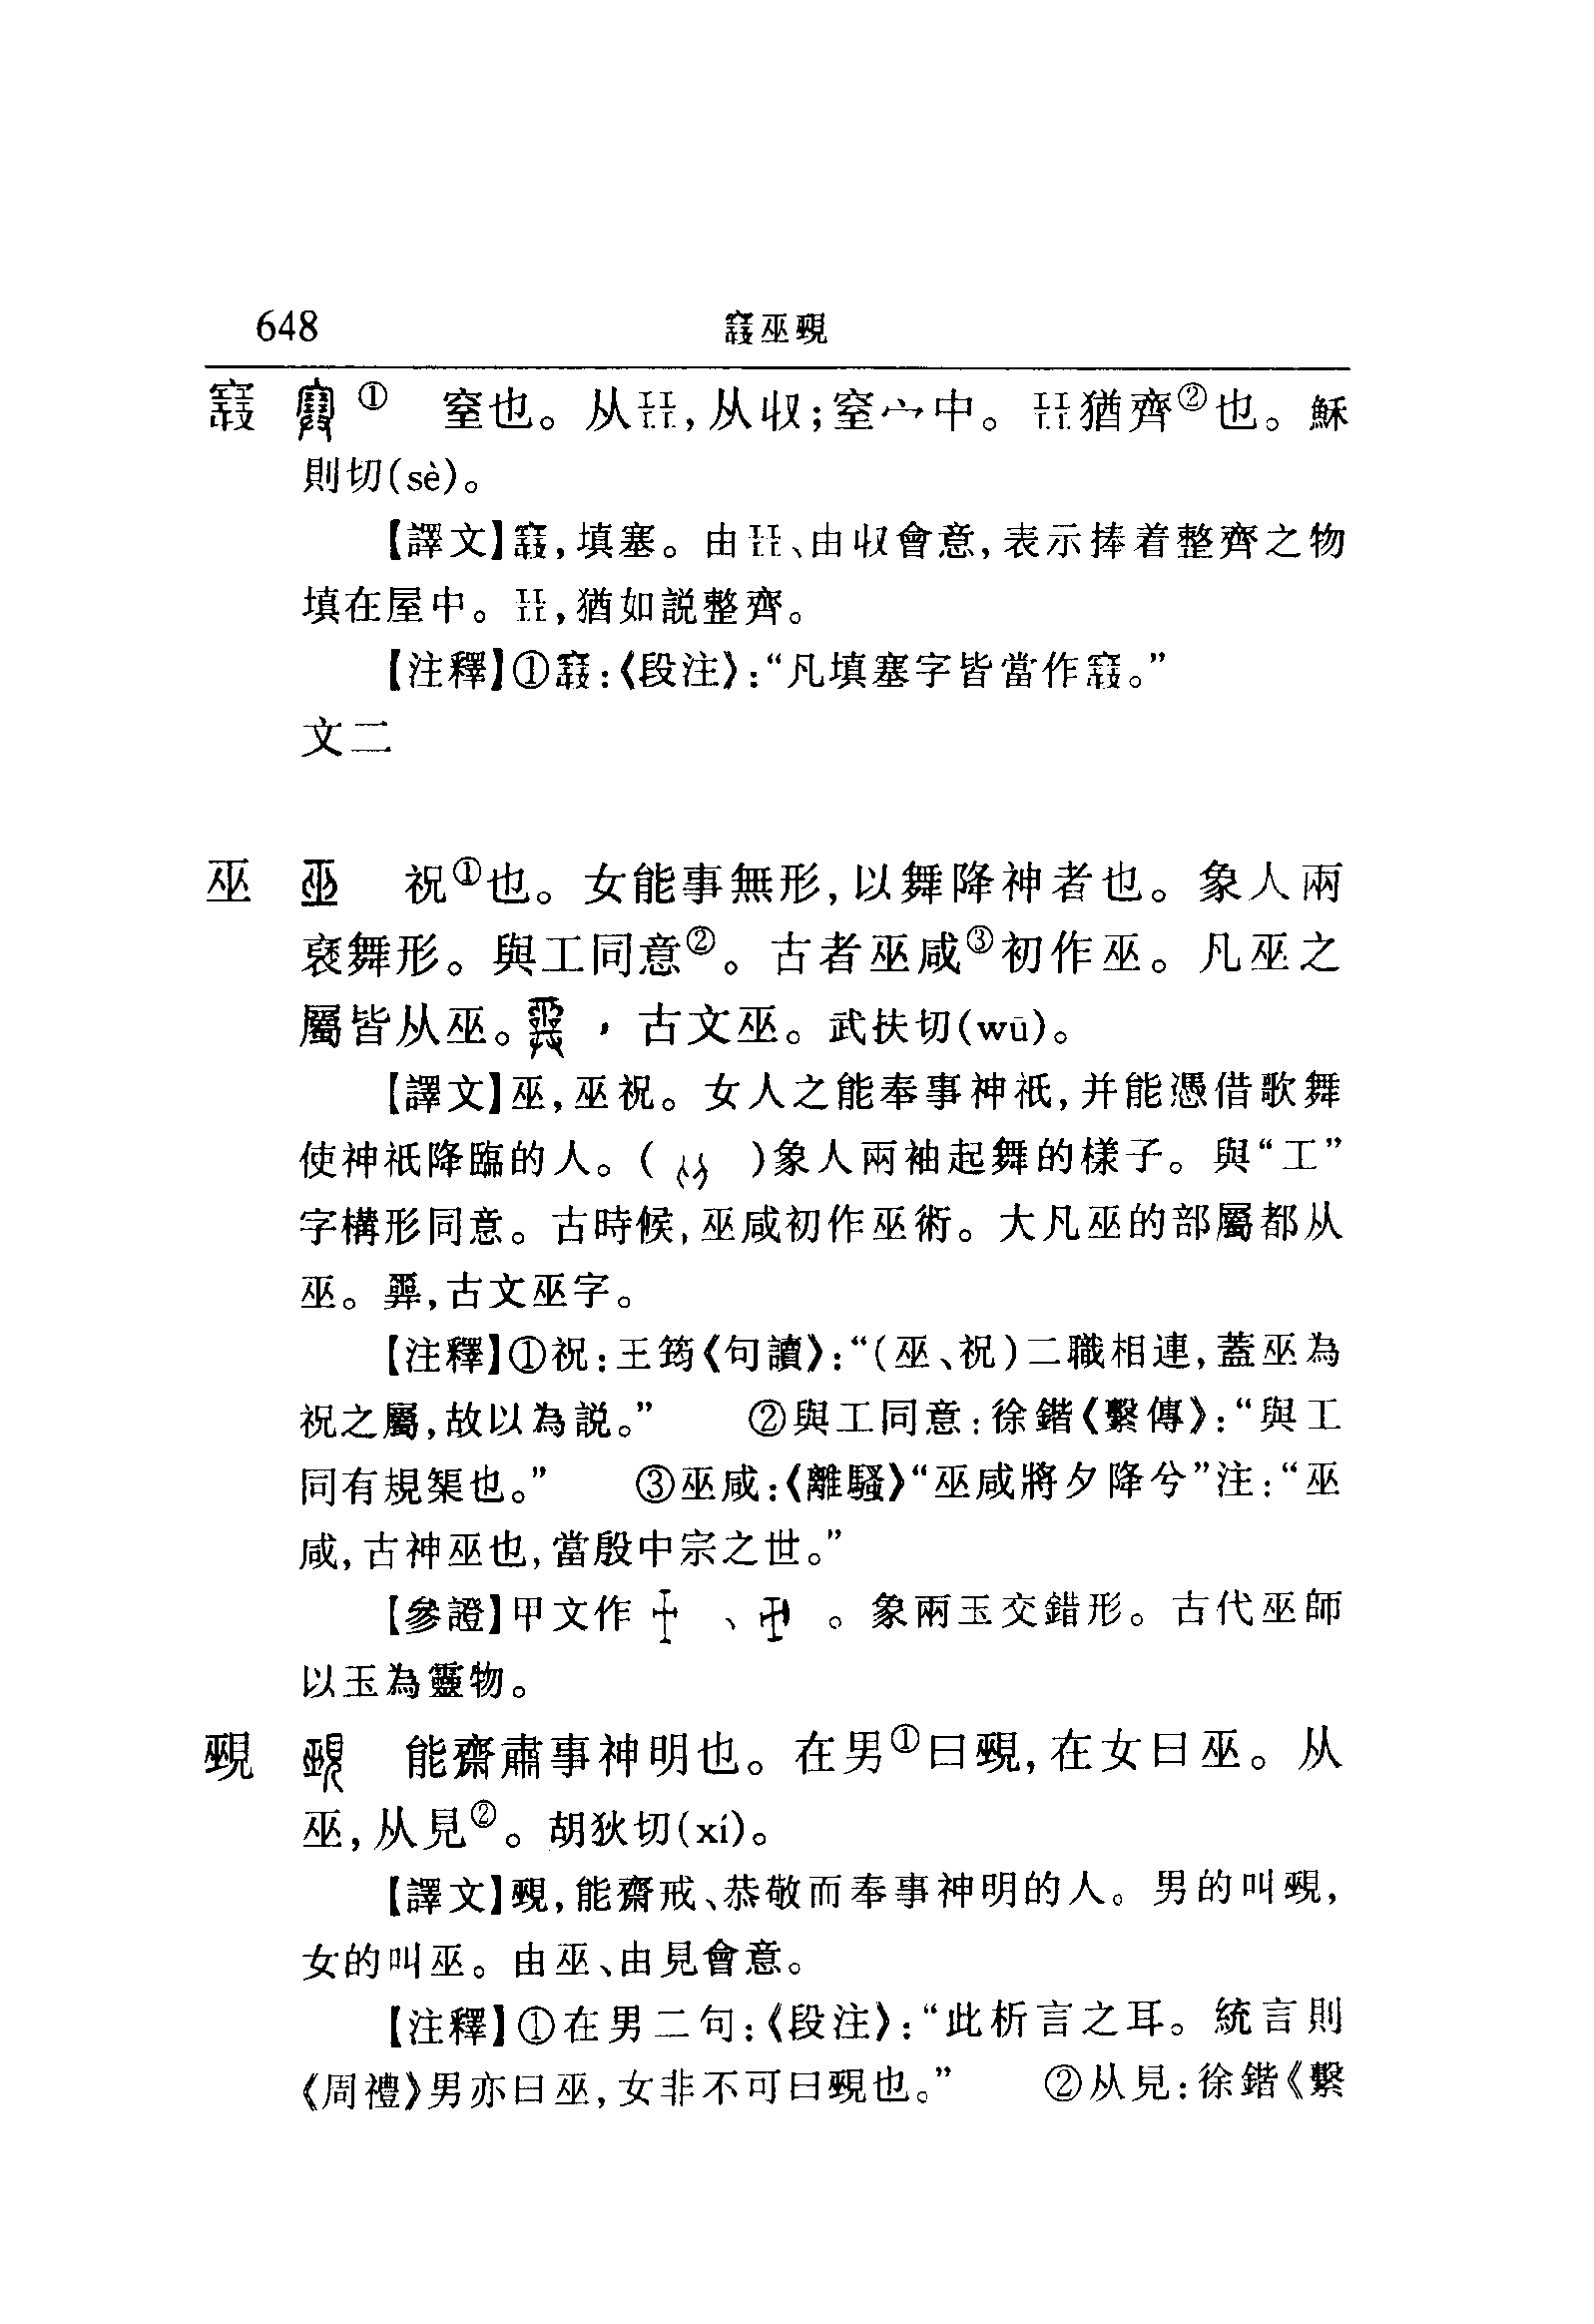 648 𡫳巫覡
𡫳 ① 窒也。从㠭,从収;窒宀中。㠭猶齊②也。穌
則切(sè)。
【譯文】𡫳,填塞。由㠭、由収會意,表示捧着整齊之物
填在屋中。㠭,猶如説整齊。
【注釋】①𡫳:《段注》:“凡填塞字皆當作𡫳。”
文二
巫 祝①也。女能事無形,以舞降神者也。象人兩
褎舞形。與工同意②。古者巫咸③初作巫。凡巫之
屬皆从巫。,古文巫。武扶切(wū)。
【譯文】巫,巫祝。女人之能奉事神祇,并能憑借歌舞
使神祇降臨的人。( )象人兩袖起舞的樣子。與“工”
字構形同意。古時候,巫咸初作巫術。大凡巫的部屬都从
巫。𢍮,古文巫字。
【注釋】①祝:王筠《句讀》:“(巫、祝)二職相連,蓋巫為
祝之屬,故以為説。” ②與工同意:徐鍇《繫傳》:“與工
同有規榘也。” ③巫咸:《離騷》“巫咸將夕降兮”注:“巫
咸,古神巫也,當殷中宗之世。”
【參證】甲文作 、 。象兩玉交錯形。古代巫師
以玉為靈物。
覡 能齋肅事神明也。在男①曰覡,在女曰巫。从
巫,从見②。胡狄切(xí)。
【譯文】覡,能齋戒、恭敬而奉事神明的人。男的叫覡,
女的叫巫。由巫、由見會意。
【注釋】①在男二句:《段注》:“此析言之耳。統言則
《周禮》男亦曰巫,女非不可曰覡也。” ②从見:徐鍇《繫